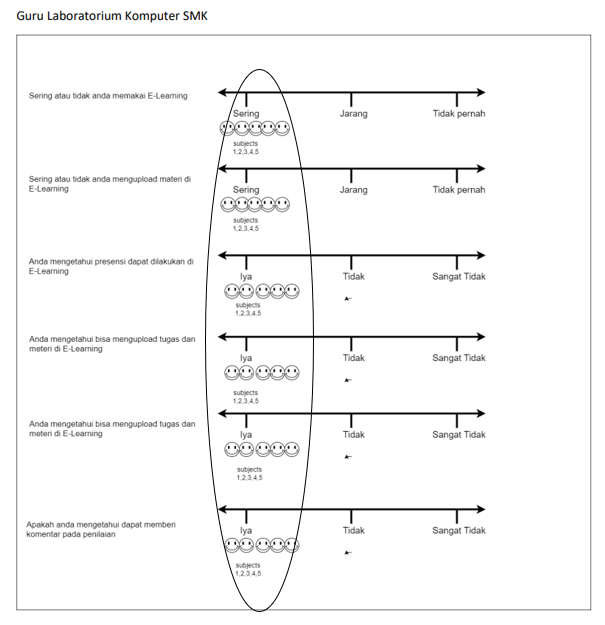 Guru Laboratorium Komputer SMK
Sering atau tidak anda memakai E-Learning
Sering
Jarang
Tidak pernah
subjects
1,2,3,4,5
Sering atau tidak anda mengupload materi di
E-Learning
Sering
Jarang
Tidak pernah
subjects
1,2,3,4,5
Anda mengetahui presensi dapat dilakukan di
E-Learning
Iya
Tidak
Sangat Tidak
subjects
1,2,3,4,5
Anda mengetahui bisa mengupload tugas dan
meteri di E-Learning
Iya
Tidak
Sangat Tidak
subjects
1,2,3,4,5
Anda mengetahui bisa mengupload tugas dan
meteri di E-Learning
Iya
Tidak
Sangat Tidak
subjects
1,2,3,4,5
Apakah anda mengetahui dapat memberi
komentar pada penilaian
Iya
Tidak
Sangat Tidak
subjects
1,2,3,4,5